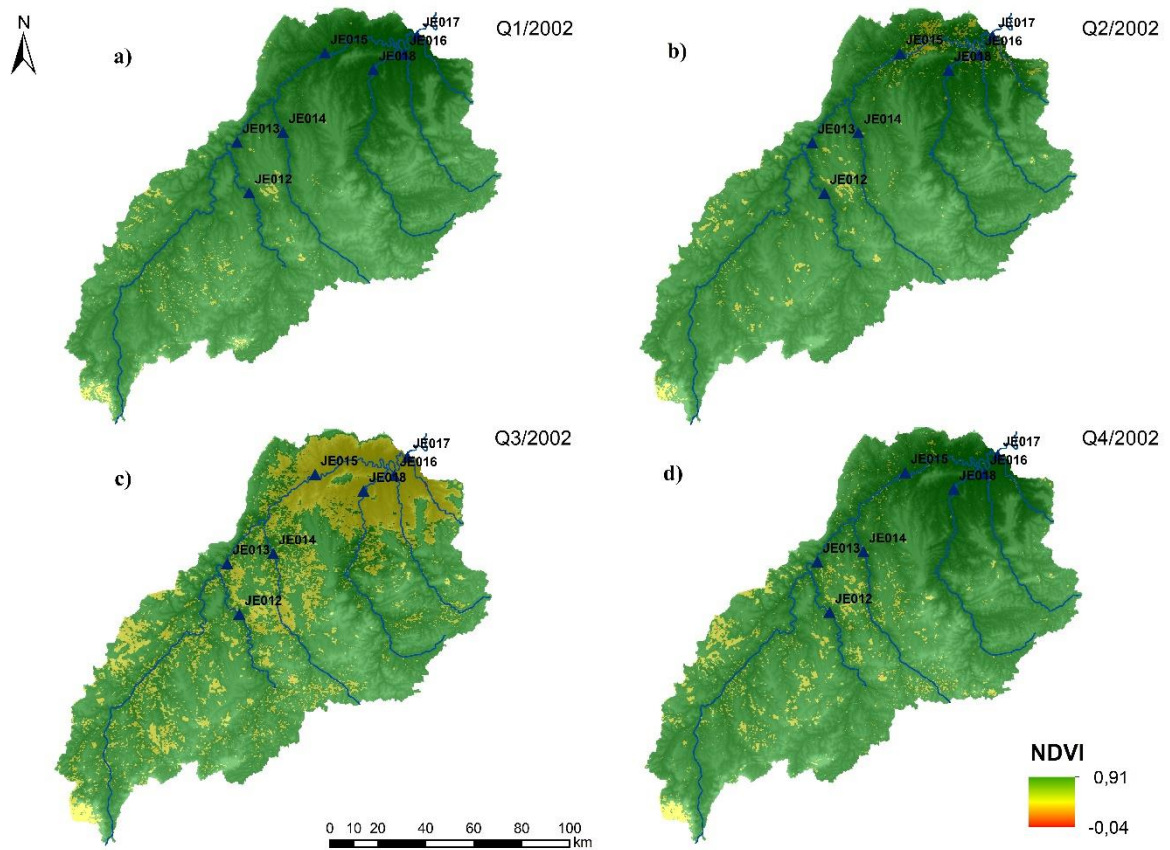 N
a)
Q1/2002
JE017
JE016
JE015
JE018
JE013
JE014
JE012
b)
Q2/2002
JE017
JE016
JE015
JE018
JE013
JE014
JE012
c)
Q3/2002
JE017
JE016
JE015
JE018
JE013
JE014
JE012
d)
Q4/2002
JE017
JE016
JE015
JE018
JE013
JE014
JE012
NDVI
0,91
-0,04
0 10 20 40 60 80 100
km